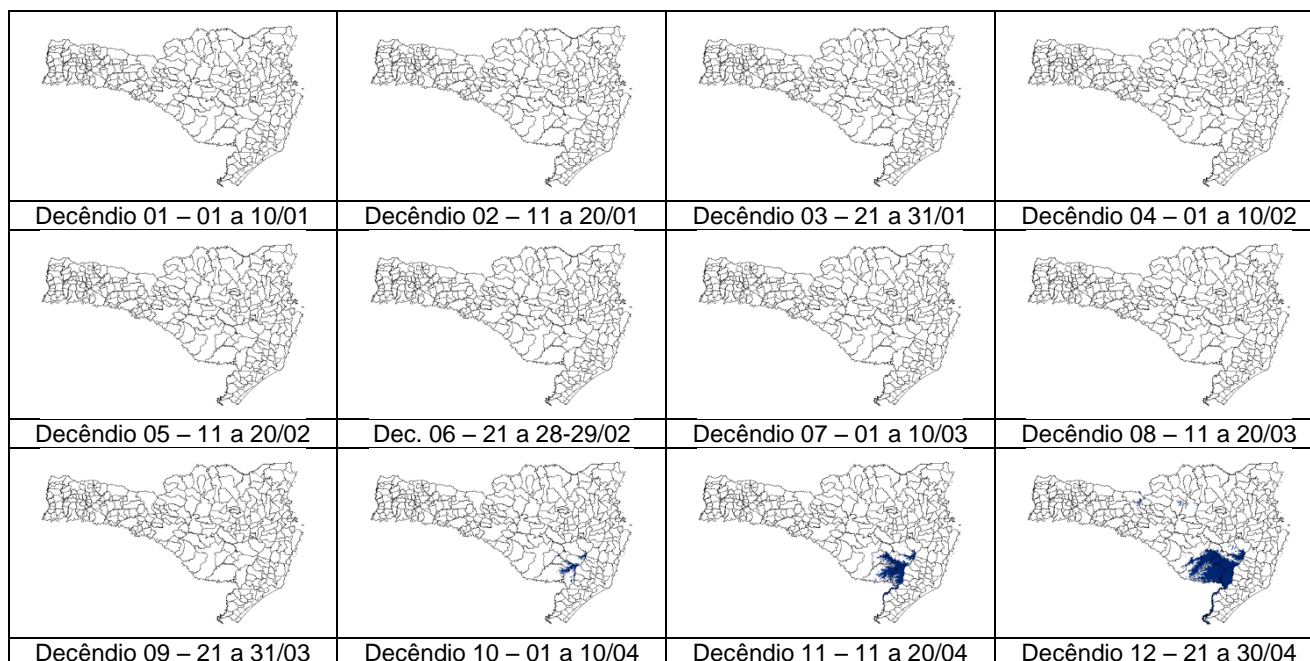 Decêndio 01 – 01 a 10/01
Decêndio 02 – 11 a 20/01
Decêndio 03 – 21 a 31/01
Decêndio 04 – 01 a 10/02
Decêndio 05 – 11 a 20/02
Dec. 06 – 21 a 28-29/02
Decêndio 07 – 01 a 10/03
Decêndio 08 – 11 a 20/03
Decêndio 09 – 21 a 31/03
Decêndio 10 – 01 a 10/04
Decêndio 11 – 11 a 20/04
Decêndio 12 – 21 a 30/04